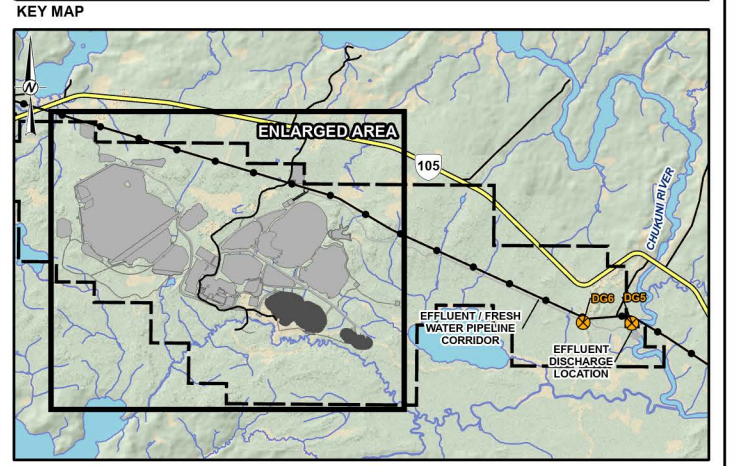 KEY MAP
N
ENLARGED AREA
105
CHUKUNI RIVER
DG6
DG5
EFFLUENT / FRESH
WATER PIPELINE
CORRIDOR
EFFLUENT
DISCHARGE
LOCATION